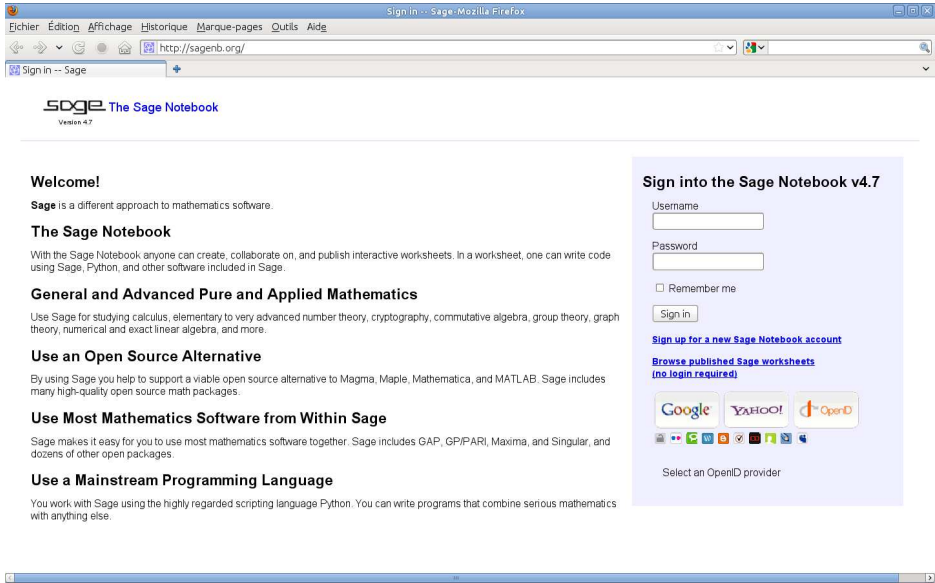 Sign in -- Sage-Mozilla Firefox
Fichier Édition Affichage Historique Marque-pages Outils Aide
http://sagenb.org/
Sign in -- Sage
sage The Sage Notebook
Version 4.7
Welcome!
Sage is a different approach to mathematics software.
The Sage Notebook
With the Sage Notebook anyone can create, collaborate on, and publish interactive worksheets. In a worksheet, one can write code
using Sage, Python, and other software included in Sage.
General and Advanced Pure and Applied Mathematics
Use Sage for studying calculus, elementary to very advanced number theory, cryptography, commutative algebra, group theory, graph
theory, numerical and exact linear algebra, and more.
Use an Open Source Alternative
By using Sage you help to support a viable open source alternative to Magma, Maple, Mathematica, and MATLAB. Sage includes
many high-quality open source math packages.
Use Most Mathematics Software from Within Sage
Sage makes it easy for you to use most mathematics software together. Sage includes GAP, GP/PARI, Maxima, and Singular, and
dozens of other open packages.
Use a Mainstream Programming Language
You work with Sage using the highly regarded scripting language Python. You can write programs that combine serious mathematics
with anything else.
Sign into the Sage Notebook v4.7
Username
Password
Remember me
Sign in
Sign up for a new Sage Notebook account
Browse published Sage worksheets
(no login required)
Google YAHOO! OpenID
Select an OpenID provider